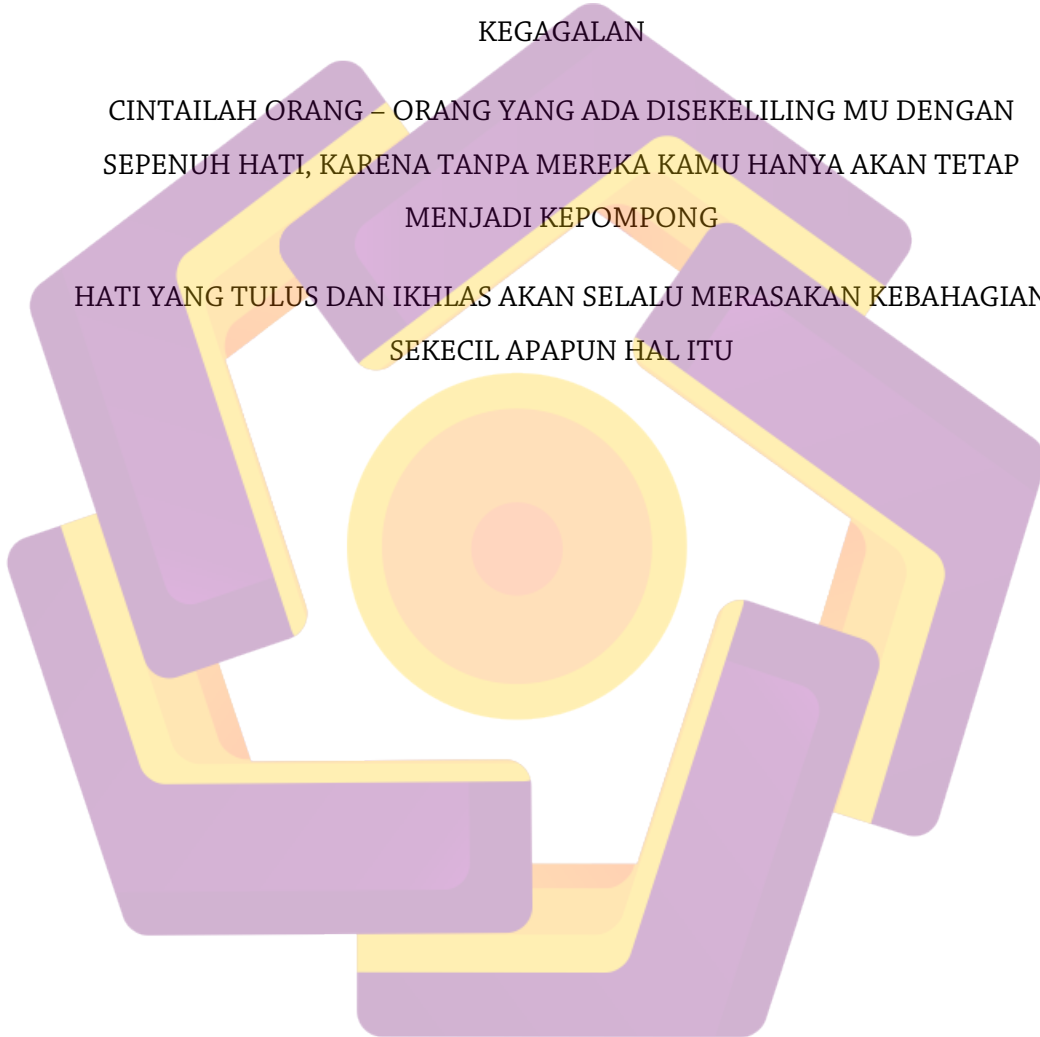 KEGAGALAN
CINTAILAH ORANG – ORANG YANG ADA DISEKELILING MU DENGAN
SEPENUH HATI, KARENA TANPA MEREKA KAMU HANYA AKAN TETAP
MENJADI KEPOMPONG
HATI YANG TULUS DAN IKHLAS AKAN SELALU MERASAKAN KEBAHAGIAN
SEKECIL APAPUN HAL ITU